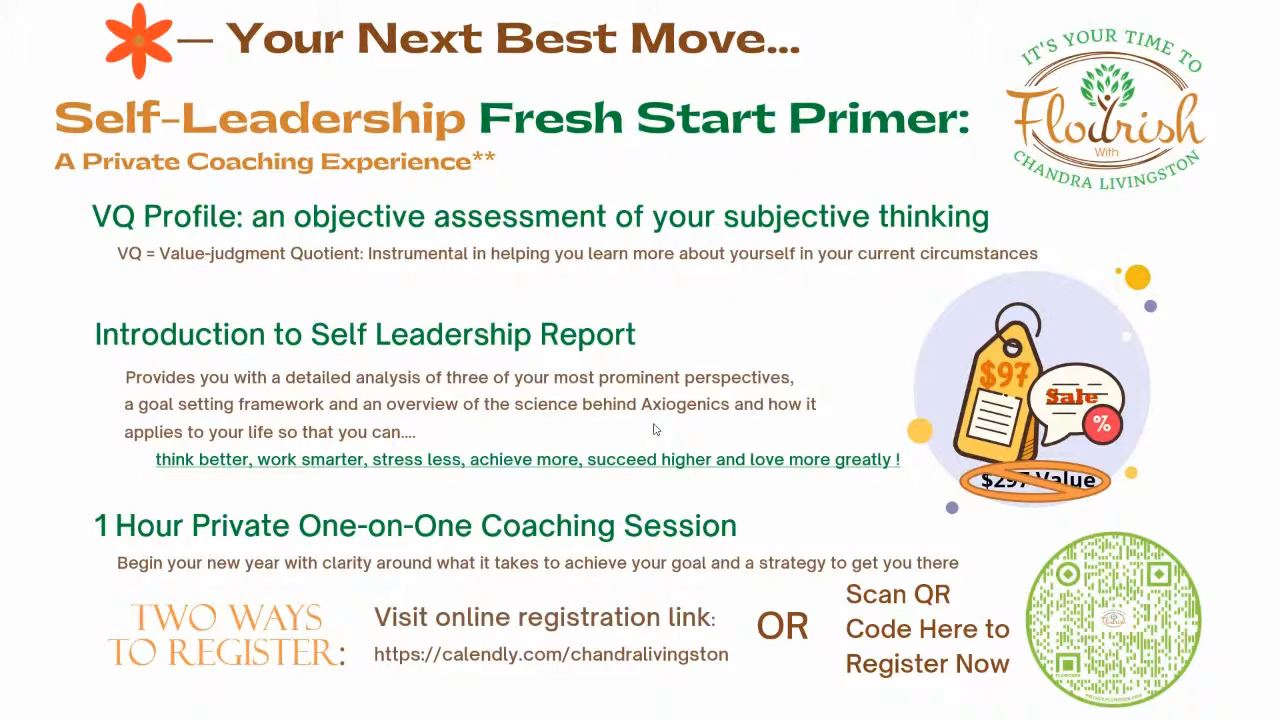 — Your Next Best Move...
IT'S YOUR TIME TO
Flourish
With
CHANDRA LIVINGSTON
Self-Leadership Fresh Start Primer:
A Private Coaching Experience**
VQ Profile: an objective assessment of your subjective thinking
VQ = Value-judgment Quotient: Instrumental in helping you learn more about yourself in your current circumstances
Introduction to Self Leadership Report
Provides you with a detailed analysis of three of your most prominent perspectives,
a goal setting framework and an overview of the science behind Axiogenics and how it
applies to your life so that you can....
think better, work smarter, stress less, achieve more, succeed higher and love more greatly !
$97
Sale
%
$297 Value
1 Hour Private One-on-One Coaching Session
Begin your new year with clarity around what it takes to achieve your goal and a strategy to get you there
TWO WAYS
TO REGISTER:
Visit online registration link:
https://calendly.com/chandralivingston
OR
Scan QR
Code Here to
Register Now